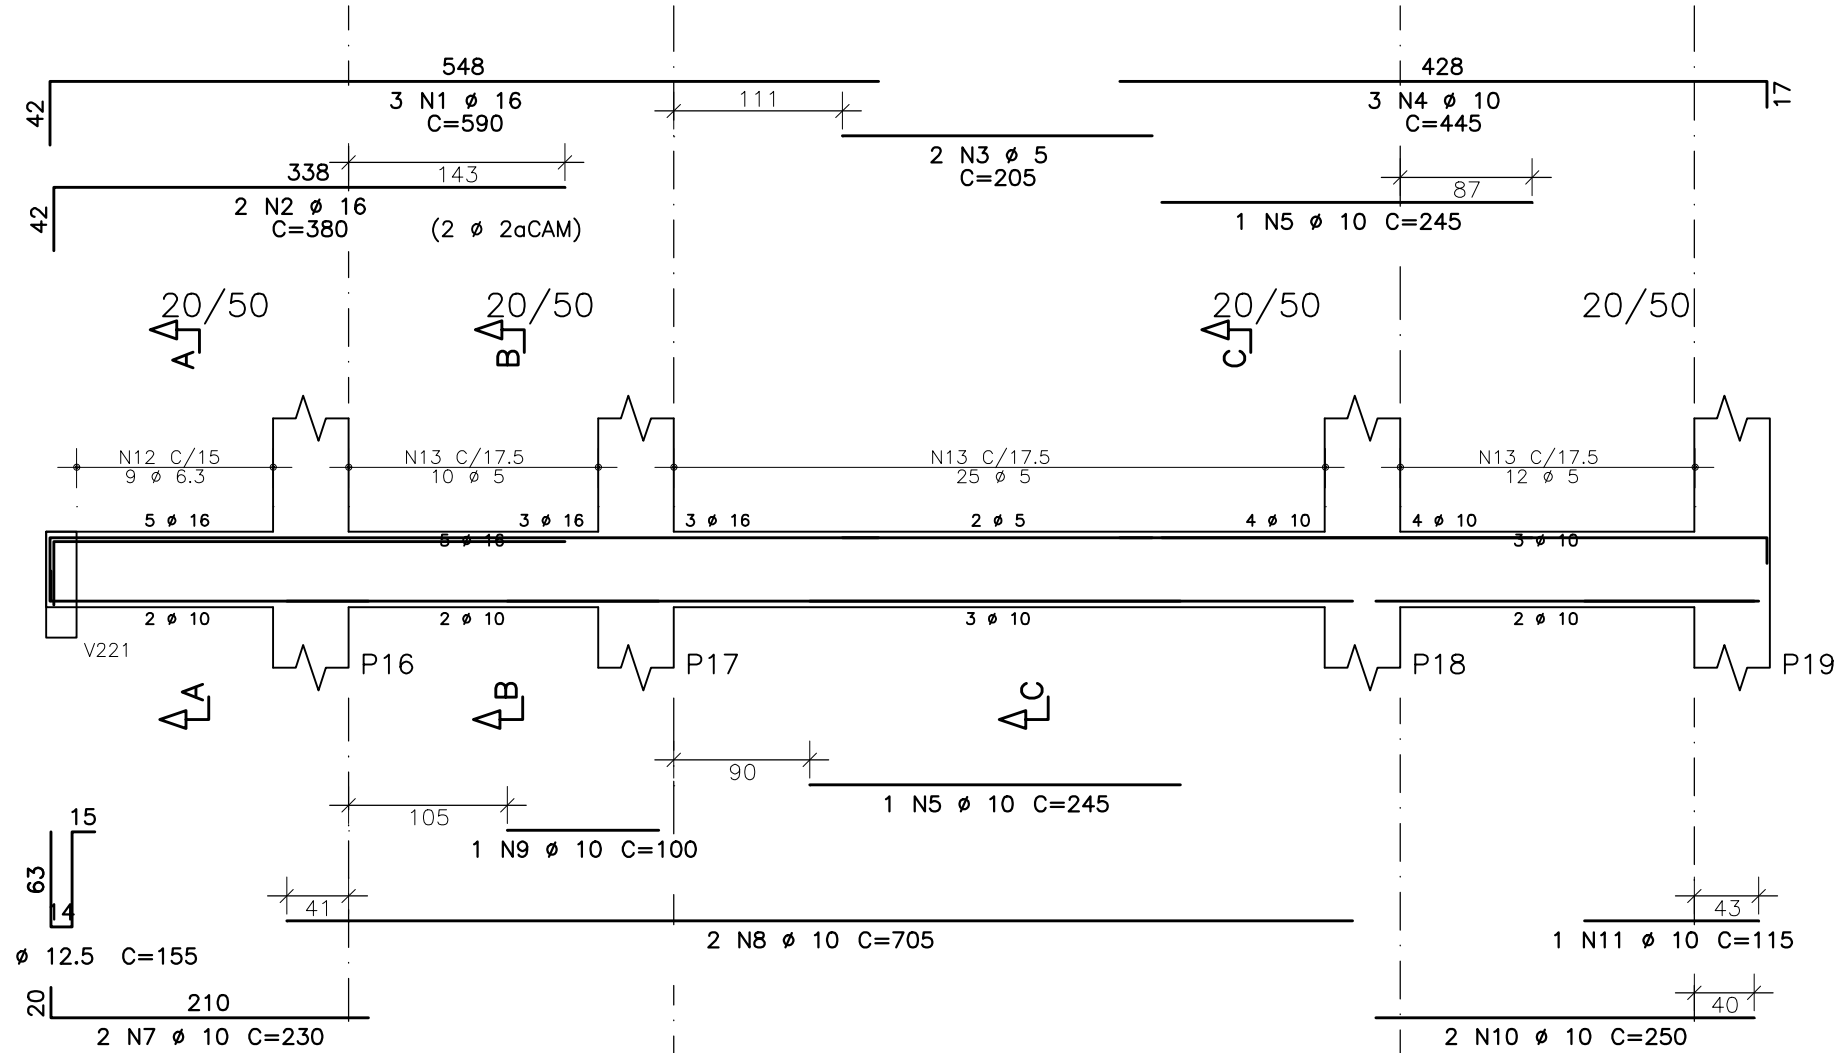 548
42
3 N1 ø 16
C=590
111
428
17
3 N4 ø 10
C=445
2 N3 ø 5
C=205
338
143
42
2 N2 ø 16
C=380
(2 ø 2aCAM)
87
1 N5 ø 10 C=245
20/50
20/50
20/50
20/50
A
B
C
N12 C/15
9 ø 6.3
N13 C/17.5
10 ø 5
N13 C/17.5
25 ø 5
N13 C/17.5
12 ø 5
5 ø 16
3 ø 16
3 ø 16
2 ø 5
4 ø 10
4 ø 10
5 ø 16
3 ø 10
2 ø 10
2 ø 10
3 ø 10
2 ø 10
V221
P16
P17
P18
P19
A
B
C
90
1 N5 ø 10 C=245
105
1 N9 ø 10 C=100
15
63
14
ø 12.5 C=155
41
2 N8 ø 10 C=705
43
1 N11 ø 10 C=115
20
210
2 N7 ø 10 C=230
40
2 N10 ø 10 C=250